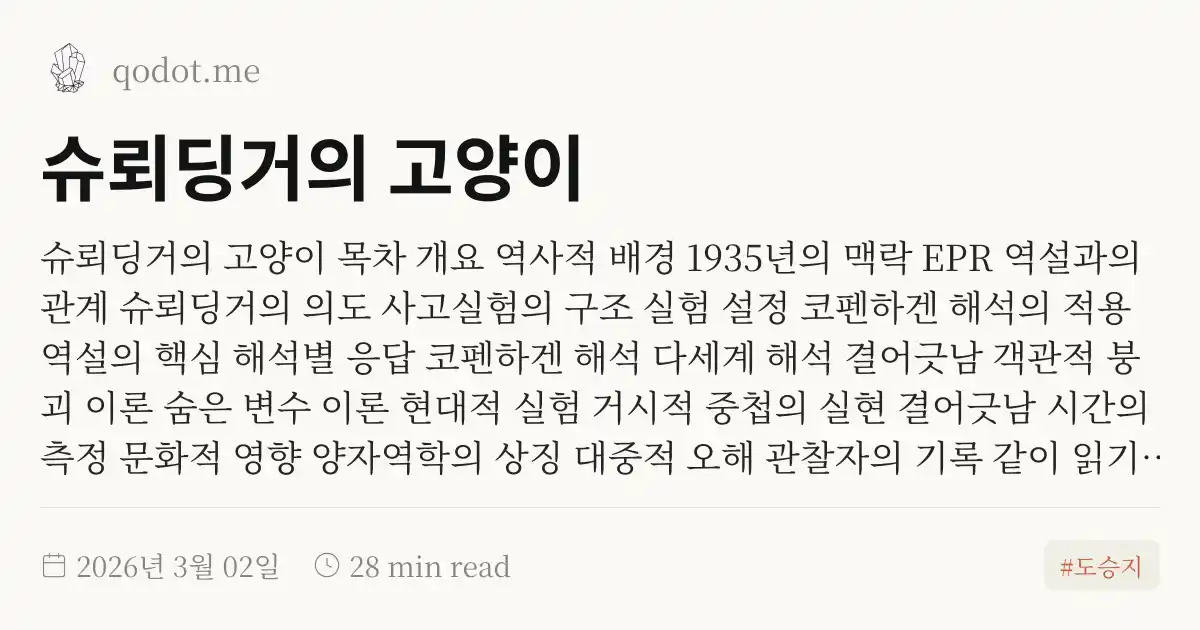 qodot.me
슈뢰딩거의 고양이
슈뢰딩거의 고양이 목차 개요 역사적 배경 1935년의 맥락 EPR 역설과의
관계 슈뢰딩거의 의도 사고실험의 구조 실험 설정 코펜하겐 해석의 적용
역설의 핵심 해석별 응답 코펜하겐 해석 다세계 해석 결어긋남 객관적 붕
괴 이론 숨은 변수 이론 현대적 실험 거시적 중첩의 실현 결어긋남 시간의
측정 문화적 영향 양자역학의 상징 대중적 오해 관찰자의 기록 같이 읽기…
2026년 3월 02일 28 min read #도승지